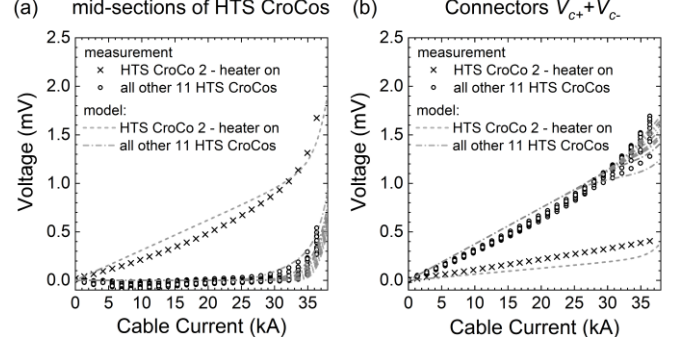 (a) mid-sections of HTS CroCos
2.5
2.0
1.5
1.0
0.5
0.0
Voltage (mV)
measurement
HTS CroCo 2 - heater on
all other 11 HTS CroCos
model:
HTS CroCo 2 - heater on
all other 11 HTS CroCos
0 5 10 15 20 25 30 35
Cable Current (kA)
(b) Connectors Vc++Vc-
2.5
2.0
1.5
1.0
0.5
0.0
Voltage (mV)
measurement
HTS CroCo 2 - heater on
all other 11 HTS CroCos
model:
HTS CroCo 2 - heater on
all other 11 HTS CroCos
0 5 10 15 20 25 30 35
Cable Current (kA)